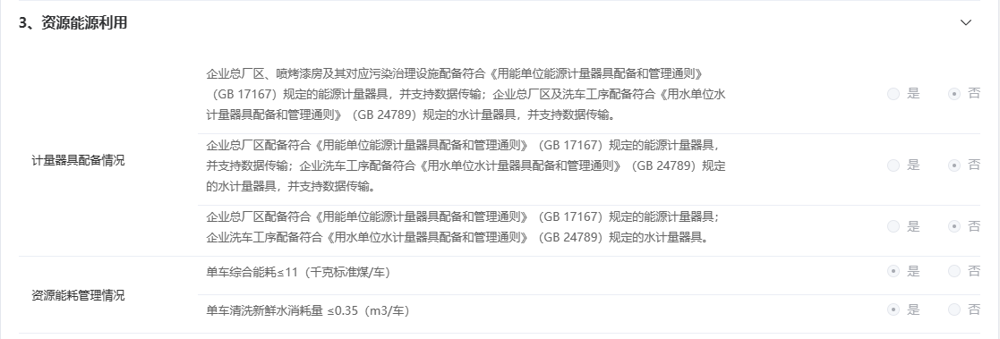 3、资源能源利用
计量器具配备情况
企业总厂区、喷烤漆房及其对应污染治理设施配备符合《用能单位能源计量器具配备和管理通则》
（GB 17167）规定的能源计量器具，并支持数据传输；企业总厂区及洗车工序配备符合《用水单位水
计量器具配备和管理通则》（GB 24789）规定的水计量器具，并支持数据传输。
是 否
企业总厂区配备符合《用能单位能源计量器具配备和管理通则》（GB 17167）规定的能源计量器具，
并支持数据传输；企业洗车工序配备符合《用水单位水计量器具配备和管理通则》（GB 24789）规定
的水计量器具，并支持数据传输。
是 否
企业总厂区配备符合《用能单位能源计量器具配备和管理通则》（GB 17167）规定的能源计量器具；
企业洗车工序配备符合《用水单位水计量器具配备和管理通则》（GB 24789）规定的水计量器具。
是 否
资源能耗管理情况
单车综合能耗≤11（千克标准煤/车）
是 否
单车清洗新鲜水消耗量 ≤0.35（m3/车）
是 否